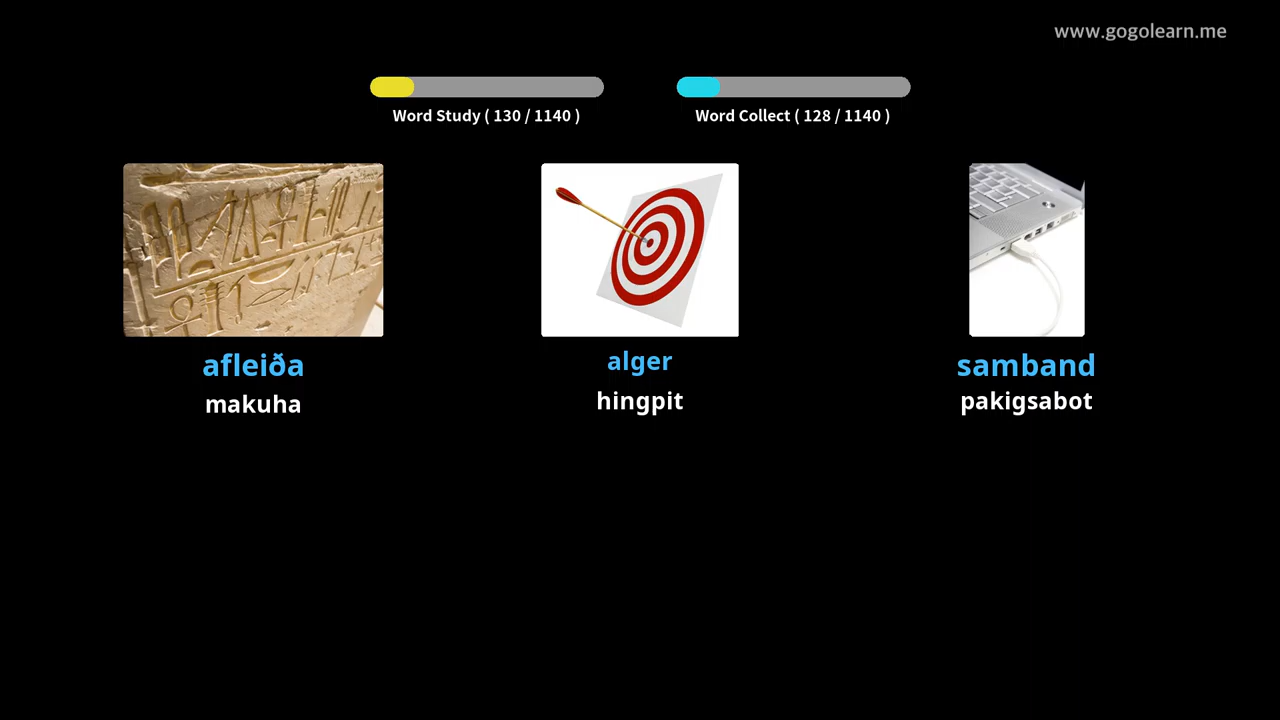 www.gogolearn.me
Word Study ( 130 / 1140 )
Word Collect ( 128 / 1140 )
afleiða
alger
samband
makuha
hingpit
pakigsabot